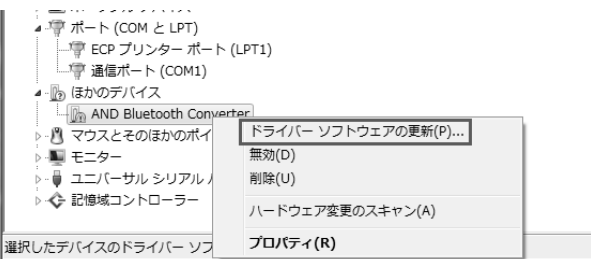 ポート (COM と LPT)
ECP プリンター ポート (LPT1)
通信ポート (COM1)
ほかのデバイス
AND Bluetooth Converter
マウスとそのほかのポイ
モニター
ユニバーサル シリアル
記憶域コントローラー
ドライバー ソフトウェアの更新(P)...
無効(D)
削除(U)
ハードウェア変更のスキャン(A)
プロパティ(R)
選択したデバイスのドライバー ソフ